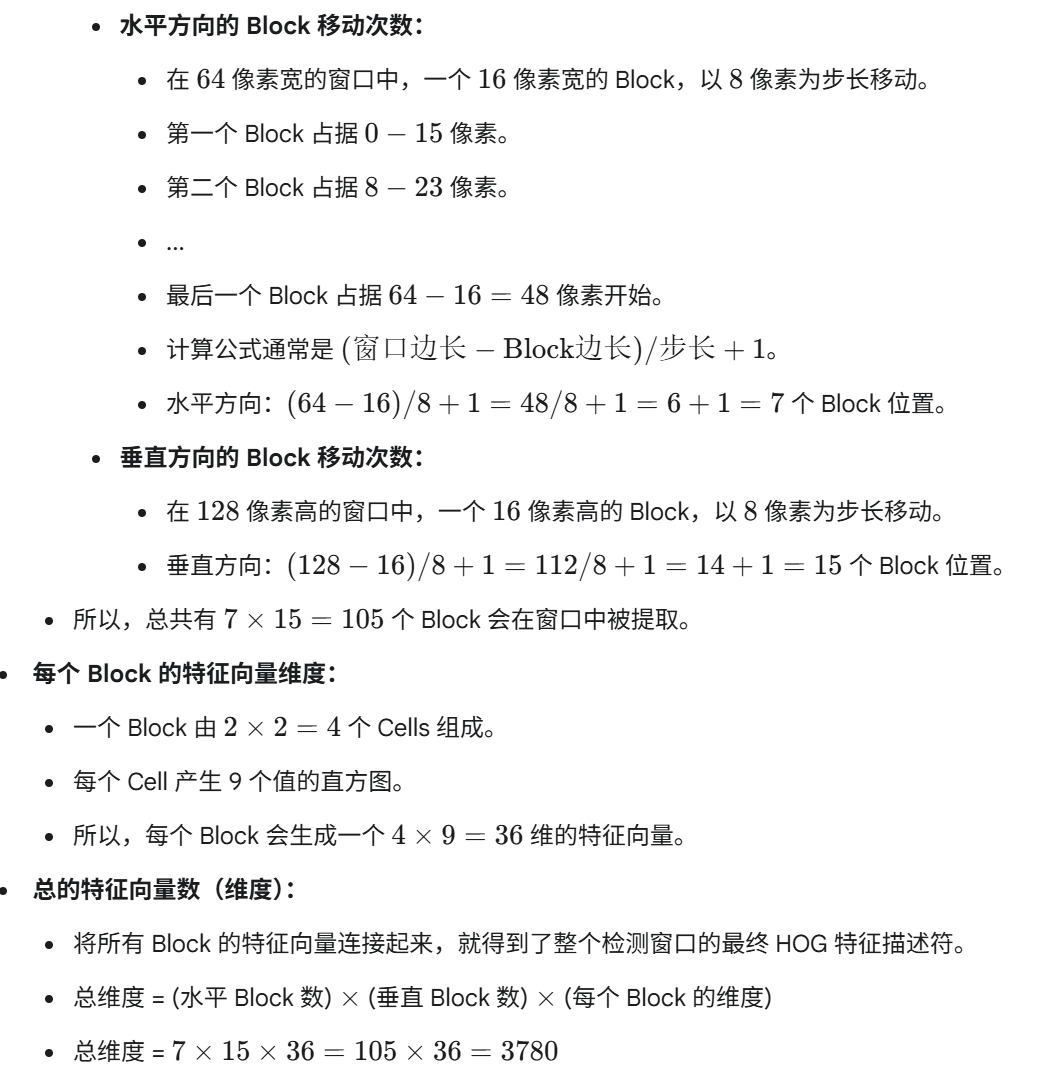 水平方向的 Block 移动次数：
在 64 像素宽的窗口中，一个 16 像素宽的 Block，以 8 像素为步长移动。
第一个 Block 占据 0 − 15 像素。
第二个 Block 占据 8 − 23 像素。
...
最后一个 Block 占据 64 − 16 = 48 像素开始。
计算公式通常是 (窗口边长 − Block边长)/步长 + 1。
水平方向：(64 − 16)/8 + 1 = 48/8 + 1 = 6 + 1 = 7 个 Block 位置。
垂直方向的 Block 移动次数：
在 128 像素高的窗口中，一个 16 像素高的 Block，以 8 像素为步长移动。
垂直方向：(128 − 16)/8 + 1 = 112/8 + 1 = 14 + 1 = 15 个 Block 位置。
所以，总共有 7 × 15 = 105 个 Block 会在窗口中被提取。
每个 Block 的特征向量维度：
一个 Block 由 2 × 2 = 4 个 Cells 组成。
每个 Cell 产生 9 个值的直方图。
所以，每个 Block 会生成一个 4 × 9 = 36 维的特征向量。
总的特征向量数（维度）：
将所有 Block 的特征向量连接起来，就得到了整个检测窗口的最终 HOG 特征描述符。
总维度 = (水平 Block 数) × (垂直 Block 数) × (每个 Block 的维度)
总维度 = 7 × 15 × 36 = 105 × 36 = 3780